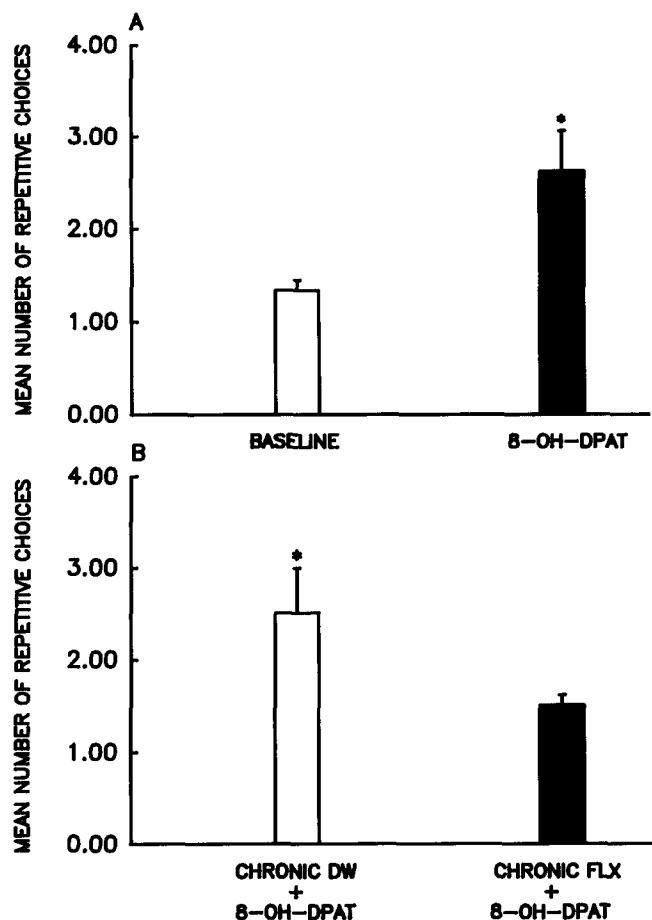 A
4.00
3.00
2.00
1.00
0.00
MEAN NUMBER OF REPETITIVE CHOICES
*
BASELINE
8-OH-DPAT
B
4.00
3.00
2.00
1.00
0.00
MEAN NUMBER OF REPETITIVE CHOICES
*
CHRONIC DW
+
8-OH-DPAT
CHRONIC FLX
+
8-OH-DPAT